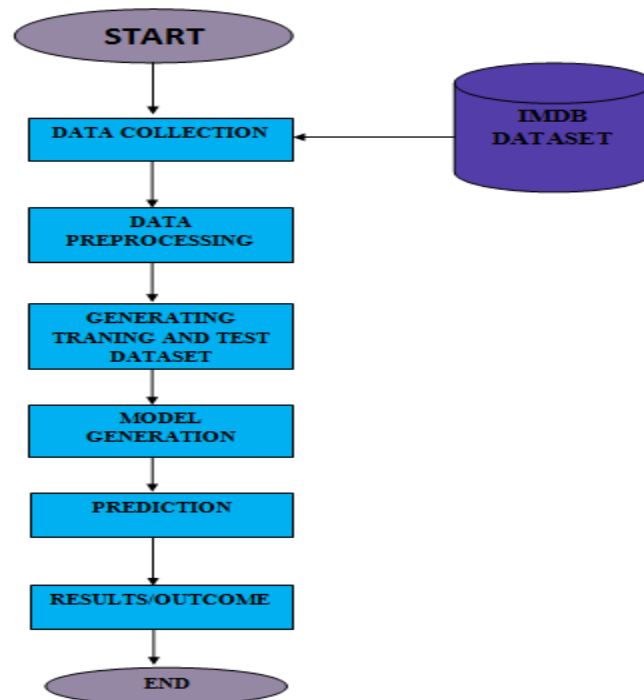 START
IMDB
DATASET
DATA COLLECTION
DATA
PREPROCESSING
GENERATING
TRANING AND TEST
DATASET
MODEL
GENERATION
PREDICTION
RESULTS/OUTCOME
END